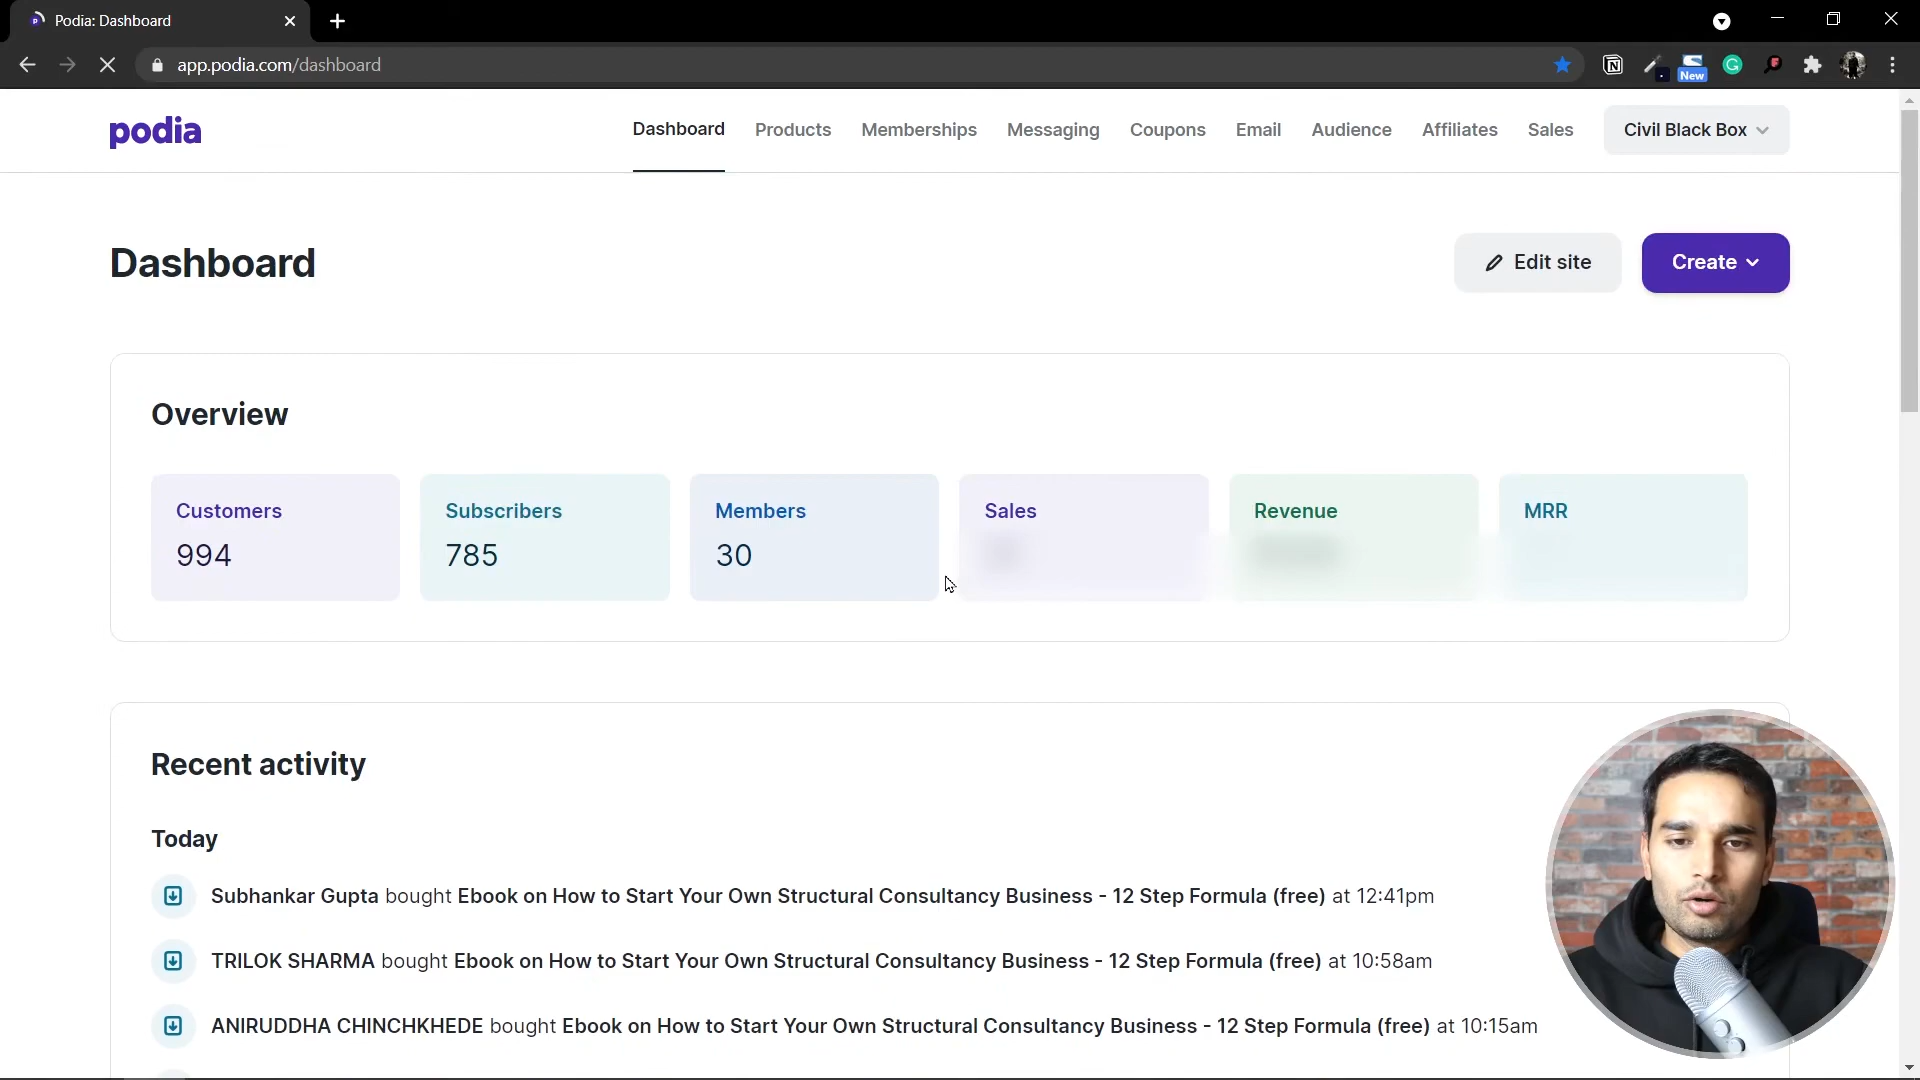 Podia: Dashboard
app.podia.com/dashboard
New
podia
Dashboard Products Memberships Messaging Coupons Email Audience Affiliates Sales Civil Black Box
Dashboard
Edit site
Create
Overview
Customers
994
Subscribers
785
Members
30
Sales
Revenue
MRR
Recent activity
Today
Subhankar Gupta bought Ebook on How to Start Your Own Structural Consultancy Business - 12 Step Formula (free) at 12:41pm
TRILOK SHARMA bought Ebook on How to Start Your Own Structural Consultancy Business - 12 Step Formula (free) at 10:58am
ANIRUDDHA CHINCHKHEDE bought Ebook on How to Start Your Own Structural Consultancy Business - 12 Step Formula (free) at 10:15am